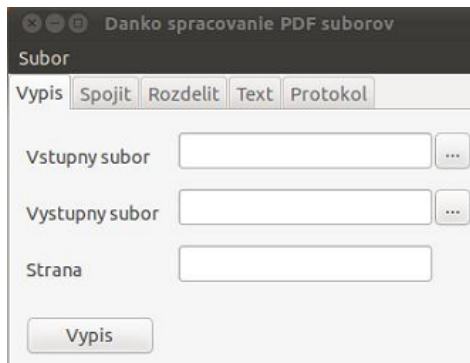 Danko spracovanie PDF suborov
Subor
Vypis Spojit Rozdelit Text Protokol
Vstupny subor ...
Vystupny subor ...
Strana
Vypis